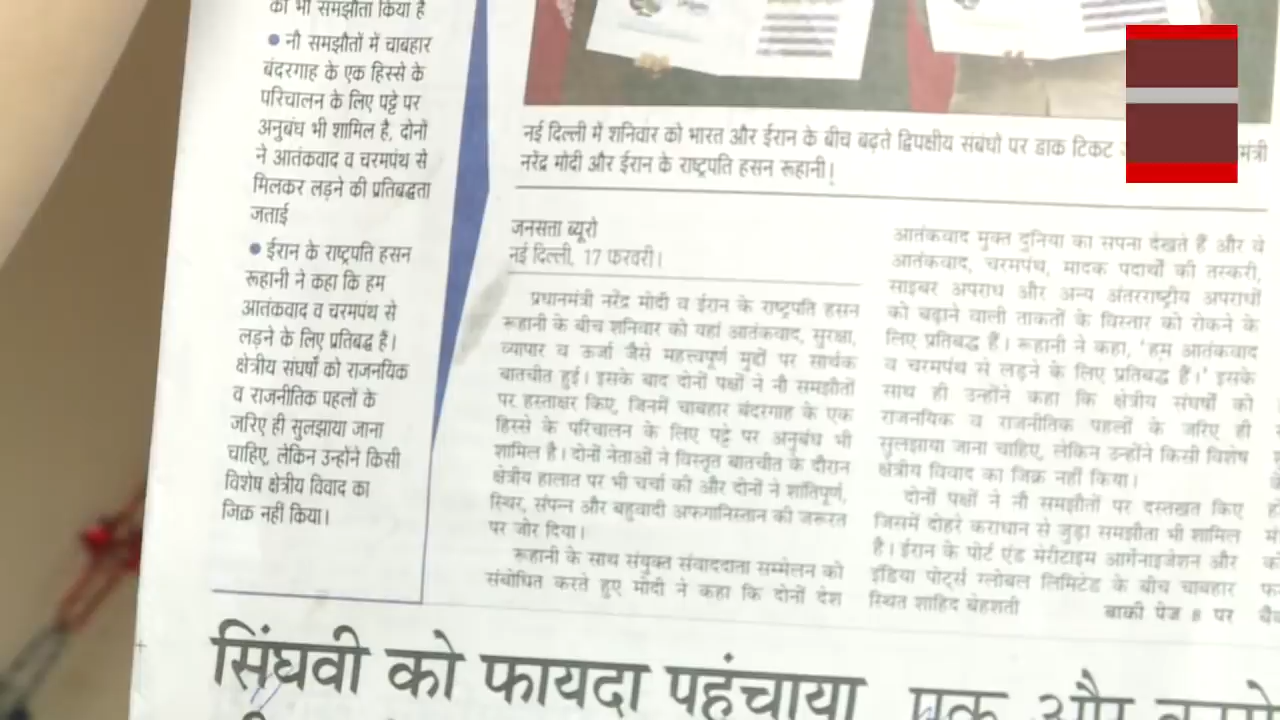 को भी समझौता किया है
● नौ समझौतों में चाबहार
बंदरगाह के एक हिस्से के
परिचालन के लिए पट्टे पर
अनुबंध भी शामिल है, दोनों
ने आतंकवाद व चरमपंथ से
मिलकर लड़ने की प्रतिबद्धता
जताई
● ईरान के राष्ट्रपति हसन
रूहानी ने कहा कि हम
आतंकवाद व चरमपंथ से
लड़ने के लिए प्रतिबद्ध हैं।
क्षेत्रीय संघर्षों को राजनयिक
व राजनीतिक पहलों के
जरिए ही सुलझाया जाना
चाहिए, लेकिन उन्होंने किसी
विशेष क्षेत्रीय विवाद का
जिक्र नहीं किया।
नई दिल्ली में शनिवार को भारत और ईरान के बीच बढ़ते द्विपक्षीय संबंधों पर डाक टिकट
नरेंद्र मोदी और ईरान के राष्ट्रपति हसन रूहानी।
जनसत्ता ब्यूरो
नई दिल्ली, 17 फरवरी।
प्रधानमंत्री नरेंद्र मोदी व ईरान के राष्ट्रपति हसन
रूहानी के बीच शनिवार को यहां आतंकवाद, सुरक्षा,
व्यापार व ऊर्जा जैसे महत्त्वपूर्ण मुद्दों पर सार्थक
बातचीत हुई। इसके बाद दोनों पक्षों ने नौ समझौतों
पर हस्ताक्षर किए, जिनमें चाबहार बंदरगाह के एक
हिस्से के परिचालन के लिए पट्टे पर अनुबंध भी
शामिल है। दोनों नेताओं ने विस्तृत बातचीत के दौरान
क्षेत्रीय हालात पर भी चर्चा की और दोनों ने शांतिपूर्ण,
स्थिर, संपन्न और बहुवादी अफगानिस्तान की जरूरत
पर जोर दिया।
रूहानी के साथ संयुक्त संवाददाता सम्मेलन को
संबोधित करते हुए मोदी ने कहा कि दोनों देश
आतंकवाद मुक्त दुनिया का सपना देखते हैं और वे
आतंकवाद, चरमपंथ, मादक पदार्थों की तस्करी,
साइबर अपराध और अन्य अंतरराष्ट्रीय अपराधों
को बढ़ाने वाली ताकतों के विस्तार को रोकने के
लिए प्रतिबद्ध हैं। रूहानी ने कहा, 'हम आतंकवाद
व चरमपंथ से लड़ने के लिए प्रतिबद्ध हैं।' इसके
साथ ही उन्होंने कहा कि क्षेत्रीय संघर्षों को
राजनयिक व राजनीतिक पहलों के जरिए ही
सुलझाया जाना चाहिए, लेकिन उन्होंने किसी विशेष
क्षेत्रीय विवाद का जिक्र नहीं किया।
दोनों पक्षों ने नौ समझौतों पर दस्तखत किए
जिसमें दोहरे कराधान से जुड़ा समझौता भी शामिल
है। ईरान के पोर्ट एंड मेरीटाइम आर्गेनाइजेशन और
इंडिया पोर्ट्स ग्लोबल लिमिटेड के बीच चाबहार
स्थित शाहिद बेहशती बाकी पेज 8 पर
सिंघवी को फायदा पहुंचाया एक और